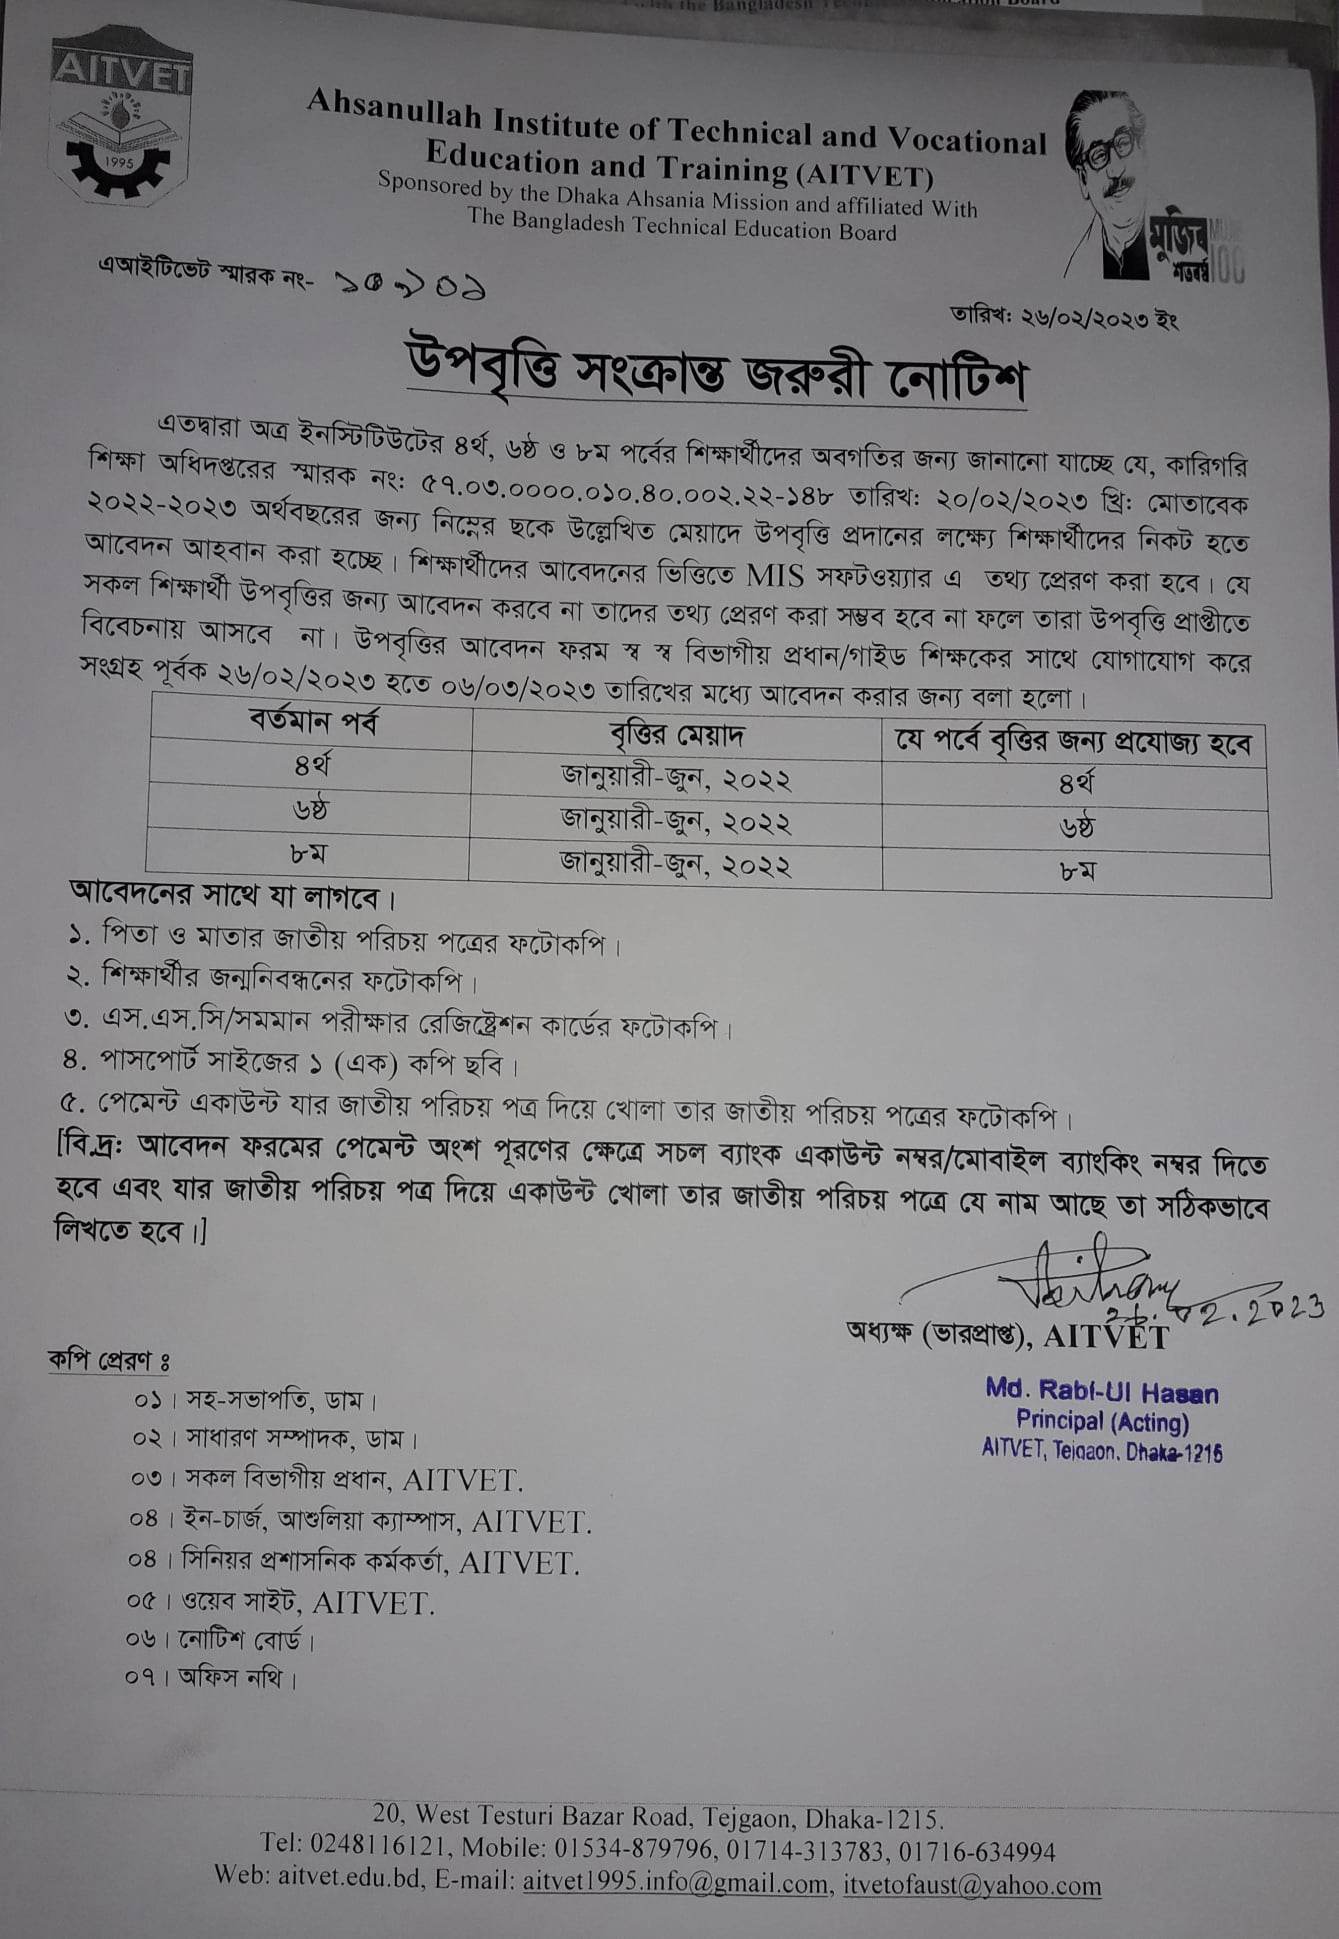 AITVET
1995
Ahsanullah Institute of Technical and Vocational
Education and Training (AITVET)
Sponsored by the Dhaka Ahsania Mission and affiliated With
The Bangladesh Technical Education Board
মুজিব
শতবর্ষ 100
এআইটিভেট স্মারক নং-
তারিখঃ ২৬/০২/২০২৩ ইং
উপবৃত্তি সংক্রান্ত জরুরী নোটিশ
এতদ্বারা অত্র ইনস্টিটিউটের ৪র্থ, ৬ষ্ঠ ও ৮ম পর্বের শিক্ষার্থীদের অবগতির জন্য জানানো যাচ্ছে যে, কারিগরি
শিক্ষা অধিদপ্তরের স্মারক নং: ৫৭.০৩.০০০০.০১০.৪০.০০২.২২-১৪৮ তারিখ: ২০/০২/২০২৩ খ্রি: মোতাবেক
২০২২-২০২৩ অর্থবছরের জন্য নিম্নের ছকে উল্লেখিত মেয়াদে উপবৃত্তি প্রদানের লক্ষ্যে শিক্ষার্থীদের নিকট হতে
আবেদন আহবান করা হচ্ছে। শিক্ষার্থীদের আবেদনের ভিত্তিতে MIS সফটওয়্যার এ তথ্য প্রেরণ করা হবে। যে
সকল শিক্ষার্থী উপবৃত্তির জন্য আবেদন করবে না তাদের তথ্য প্রেরণ করা সম্ভব হবে না ফলে তারা উপবৃত্তি প্রাপ্তীতে
বিবেচনায় আসবে না। উপবৃত্তির আবেদন ফরম স্ব স্ব বিভাগীয় প্রধান/গাইড শিক্ষকের সাথে যোগাযোগ করে
সংগ্রহ পূর্বক ২৬/০২/২০২৩ হতে ০৬/০৩/২০২৩ তারিখের মধ্যে আবেদন করার জন্য বলা হলো।
বর্তমান পর্ব বৃত্তির মেয়াদ যে পর্বে বৃত্তির জন্য প্রযোজ্য হবে
৪র্থ জানুয়ারী-জুন, ২০২২ ৪র্থ
৬ষ্ঠ জানুয়ারী-জুন, ২০২২ ৬ষ্ঠ
৮ম জানুয়ারী-জুন, ২০২২ ৮ম
আবেদনের সাথে যা লাগবে।
১. পিতা ও মাতার জাতীয় পরিচয় পত্রের ফটোকপি।
২. শিক্ষার্থীর জন্মনিবন্ধনের ফটোকপি।
৩. এস.এস.সি/সমমান পরীক্ষার রেজিষ্ট্রেশন কার্ডের ফটোকপি।
৪. পাসপোর্ট সাইজের ১ (এক) কপি ছবি।
৫. পেমেন্ট একাউন্ট যার জাতীয় পরিচয় পত্র দিয়ে খোলা তার জাতীয় পরিচয় পত্রের ফটোকপি।
[বি.দ্র: আবেদন ফরমের পেমেন্ট অংশ পূরণের ক্ষেত্রে সচল ব্যাংক একাউন্ট নম্বর/মোবাইল ব্যাংকিং নম্বর দিতে
হবে এবং যার জাতীয় পরিচয় পত্র দিয়ে একাউন্ট খোলা তার জাতীয় পরিচয় পত্রে যে নাম আছে তা সঠিকভাবে
লিখতে হবে।]
26.02.2023
অধ্যক্ষ (ভারপ্রাপ্ত), AITVET
Md. Rabi-Ul Hasan
Principal (Acting)
AITVET, Tejgaon, Dhaka-1215
কপি প্রেরণ ঃ
০১। সহ-সভাপতি, ডাম।
০২। সাধারণ সম্পাদক, ডাম।
০৩। সকল বিভাগীয় প্রধান, AITVET.
০৪। ইন-চার্জ, আশুলিয়া ক্যাম্পাস, AITVET.
০৪। সিনিয়র প্রশাসনিক কর্মকর্তা, AITVET.
০৫। ওয়েব সাইট, AITVET.
০৬। নোটিশ বোর্ড।
০৭। অফিস নথি।
20, West Testuri Bazar Road, Tejgaon, Dhaka-1215.
Tel: 0248116121, Mobile: 01534-879796, 01714-313783, 01716-634994
Web: aitvet.edu.bd, E-mail: aitvet1995.info@gmail.com, itvetofaust@yahoo.com